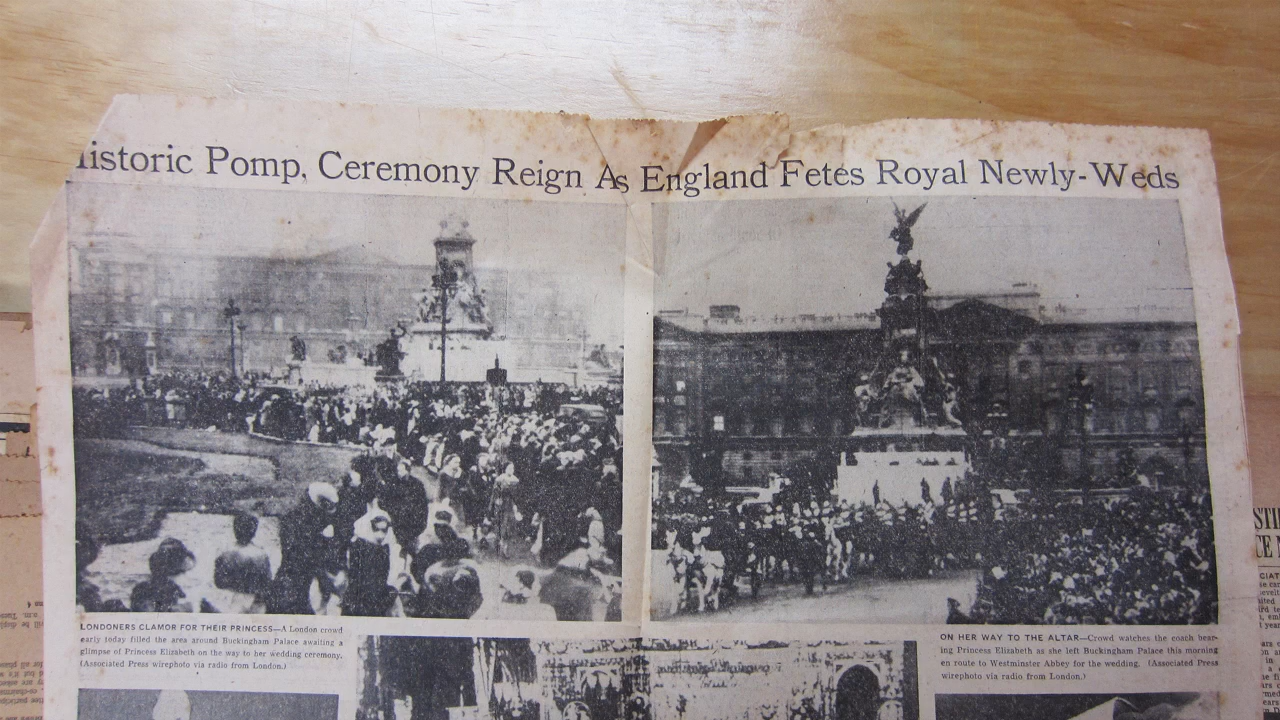 Historic Pomp, Ceremony Reign As England Fetes Royal Newly-Weds
LONDONERS CLAMOR FOR THEIR PRINCESS—A London crowd
early today filled the area around Buckingham Palace awaiting a
glimpse of Princess Elizabeth on the way to her wedding ceremony.
(Associated Press wirephoto via radio from London.)
ON HER WAY TO THE ALTAR—Crowd watches the coach bear-
ing Princess Elizabeth as she left Buckingham Palace this morning
en route to Westminster Abbey for the wedding. (Associated Press
wirephoto via radio from London.)